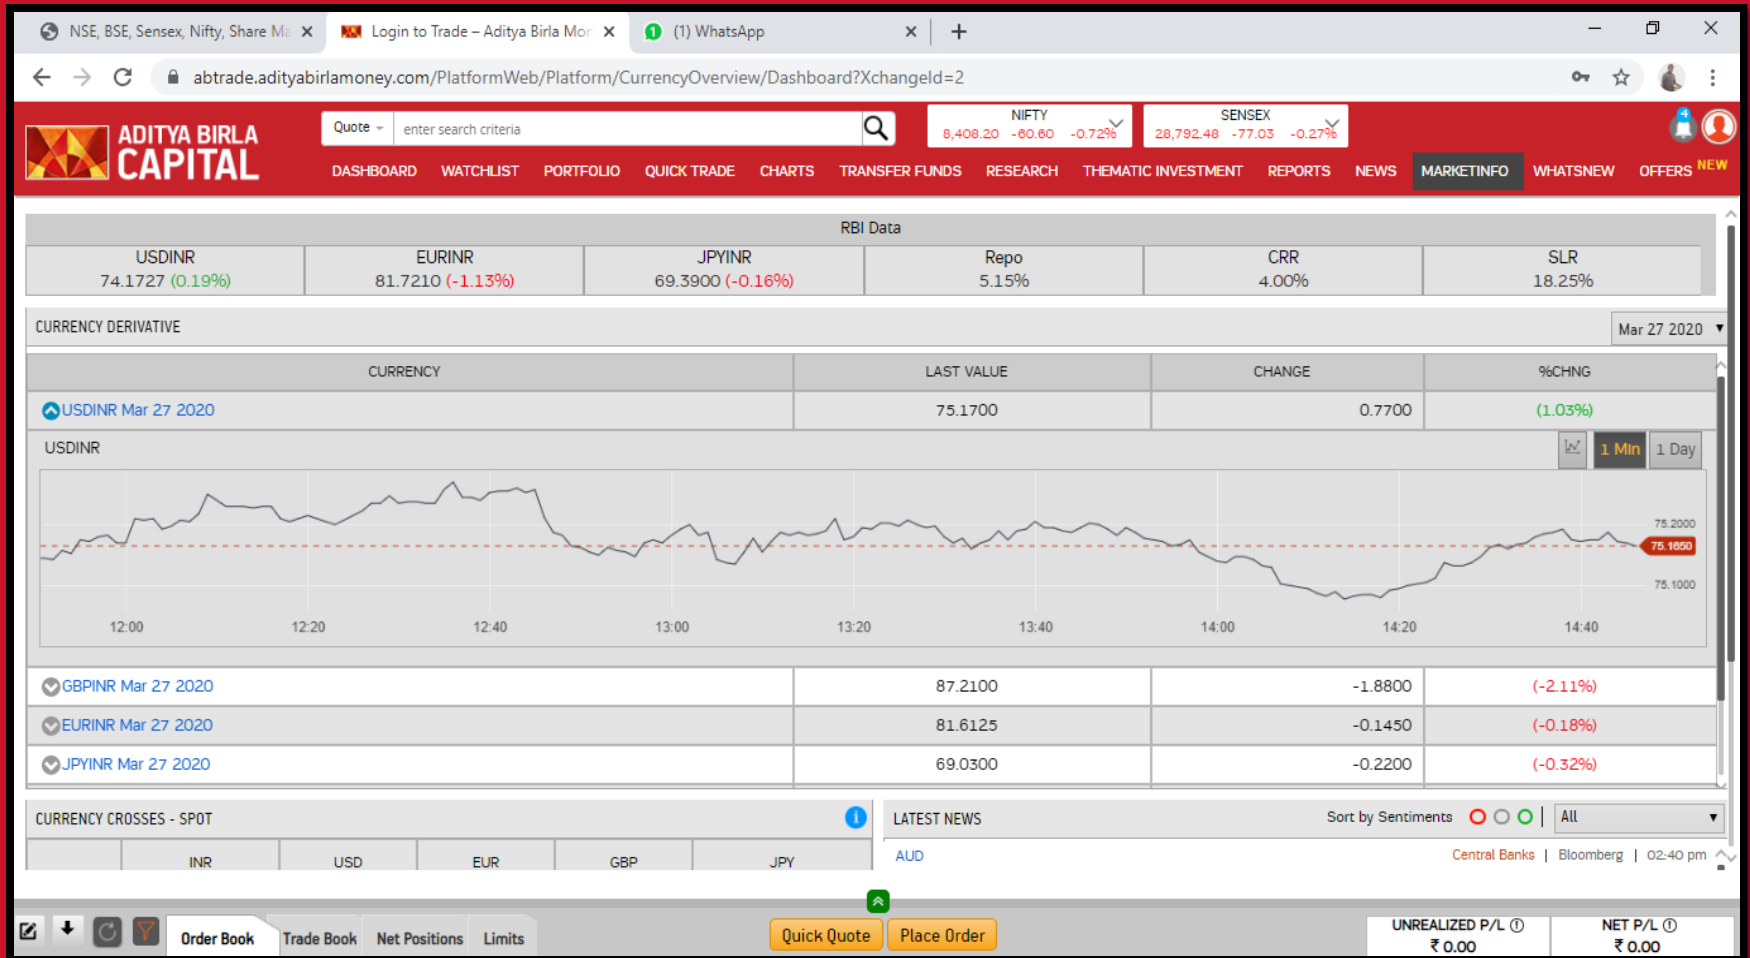 NSE, BSE, Sensex, Nifty, Share Ma
Login to Trade – Aditya Birla Mon
1 (1) WhatsApp
abtrade.adityabirlamoney.com/PlatformWeb/Platform/CurrencyOverview/Dashboard?XchangeId=2
ADITYA BIRLA
CAPITAL
Quote enter search criteria
NIFTY
8,408.20 -60.60 -0.72%
SENSEX
28,792.48 -77.03 -0.27%
4
DASHBOARD WATCHLIST PORTFOLIO QUICK TRADE CHARTS TRANSFER FUNDS RESEARCH THEMATIC INVESTMENT REPORTS NEWS MARKETINFO WHATSNEW OFFERS NEW
RBI Data
USDINR EURINR JPYINR Repo CRR SLR
74.1727 (0.19%) 81.7210 (-1.13%) 69.3900 (-0.16%) 5.15% 4.00% 18.25%
CURRENCY DERIVATIVE Mar 27 2020
CURRENCY LAST VALUE CHANGE %CHNG
USDINR Mar 27 2020 75.1700 0.7700 (1.03%)
USDINR 1 Min 1 Day
75.2000
75.1650
75.1000
12:00 12:20 12:40 13:00 13:20 13:40 14:00 14:20 14:40
GBPINR Mar 27 2020 87.2100 -1.8800 (-2.11%)
EURINR Mar 27 2020 81.6125 -0.1450 (-0.18%)
JPYINR Mar 27 2020 69.0300 -0.2200 (-0.32%)
CURRENCY CROSSES - SPOT i
INR USD EUR GBP JPY
LATEST NEWS Sort by Sentiments All
AUD Central Banks | Bloomberg | 02:40 pm
Order Book Trade Book Net Positions Limits
Quick Quote Place Order
UNREALIZED P/L
₹ 0.00
NET P/L
₹ 0.00